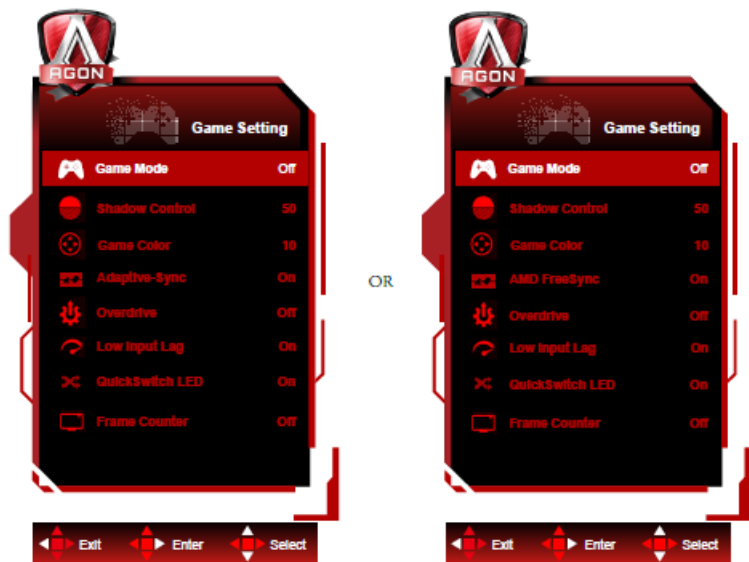 AGON
Game Setting
Game Mode Off
Shadow Control 50
Game Color 10
Adaptive-Sync On
Overdrive Off
Low Input Lag On
QuickSwitch LED On
Frame Counter Off
Exit Enter Select
OR
AGON
Game Setting
Game Mode Off
Shadow Control 50
Game Color 10
AMD FreeSync On
Overdrive Off
Low Input Lag On
QuickSwitch LED On
Frame Counter Off
Exit Enter Select